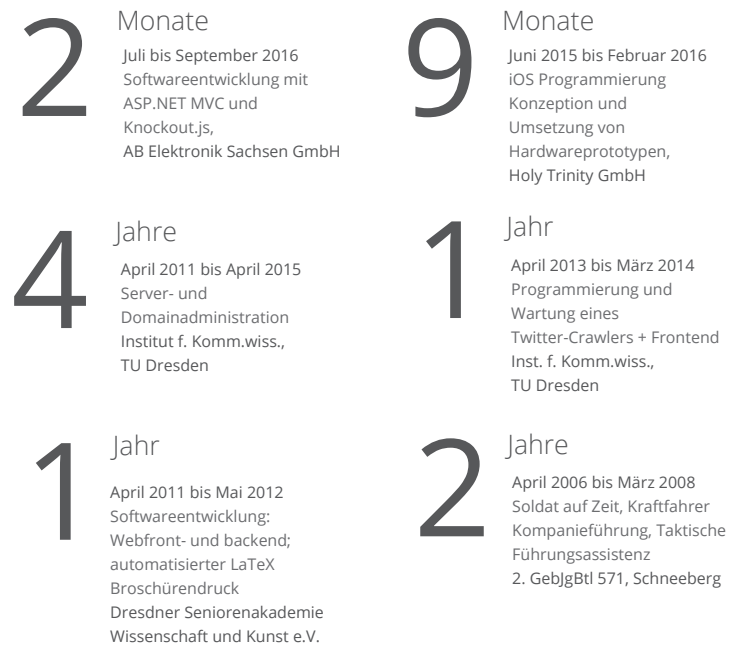 2
Monate
Juli bis September 2016
Softwareentwicklung mit
ASP.NET MVC und
Knockout.js,
AB Elektronik Sachsen GmbH
9
Monate
Juni 2015 bis Februar 2016
iOS Programmierung
Konzeption und
Umsetzung von
Hardwareprototypen,
Holy Trinity GmbH
4
Jahre
April 2011 bis April 2015
Server- und
Domainadministration
Institut f. Komm.wiss.,
TU Dresden
1
Jahr
April 2013 bis März 2014
Programmierung und
Wartung eines
Twitter-Crawlers + Frontend
Inst. f. Komm.wiss.,
TU Dresden
1
Jahr
April 2011 bis Mai 2012
Softwareentwicklung:
Webfront- und backend;
automatisierter LaTeX
Broschürendruck
Dresdner Seniorenakademie
Wissenschaft und Kunst e.V.
2
Jahre
April 2006 bis März 2008
Soldat auf Zeit, Kraftfahrer
Kompanieführung, Taktische
Führungsassistenz
2. GebJgBtl 571, Schneeberg